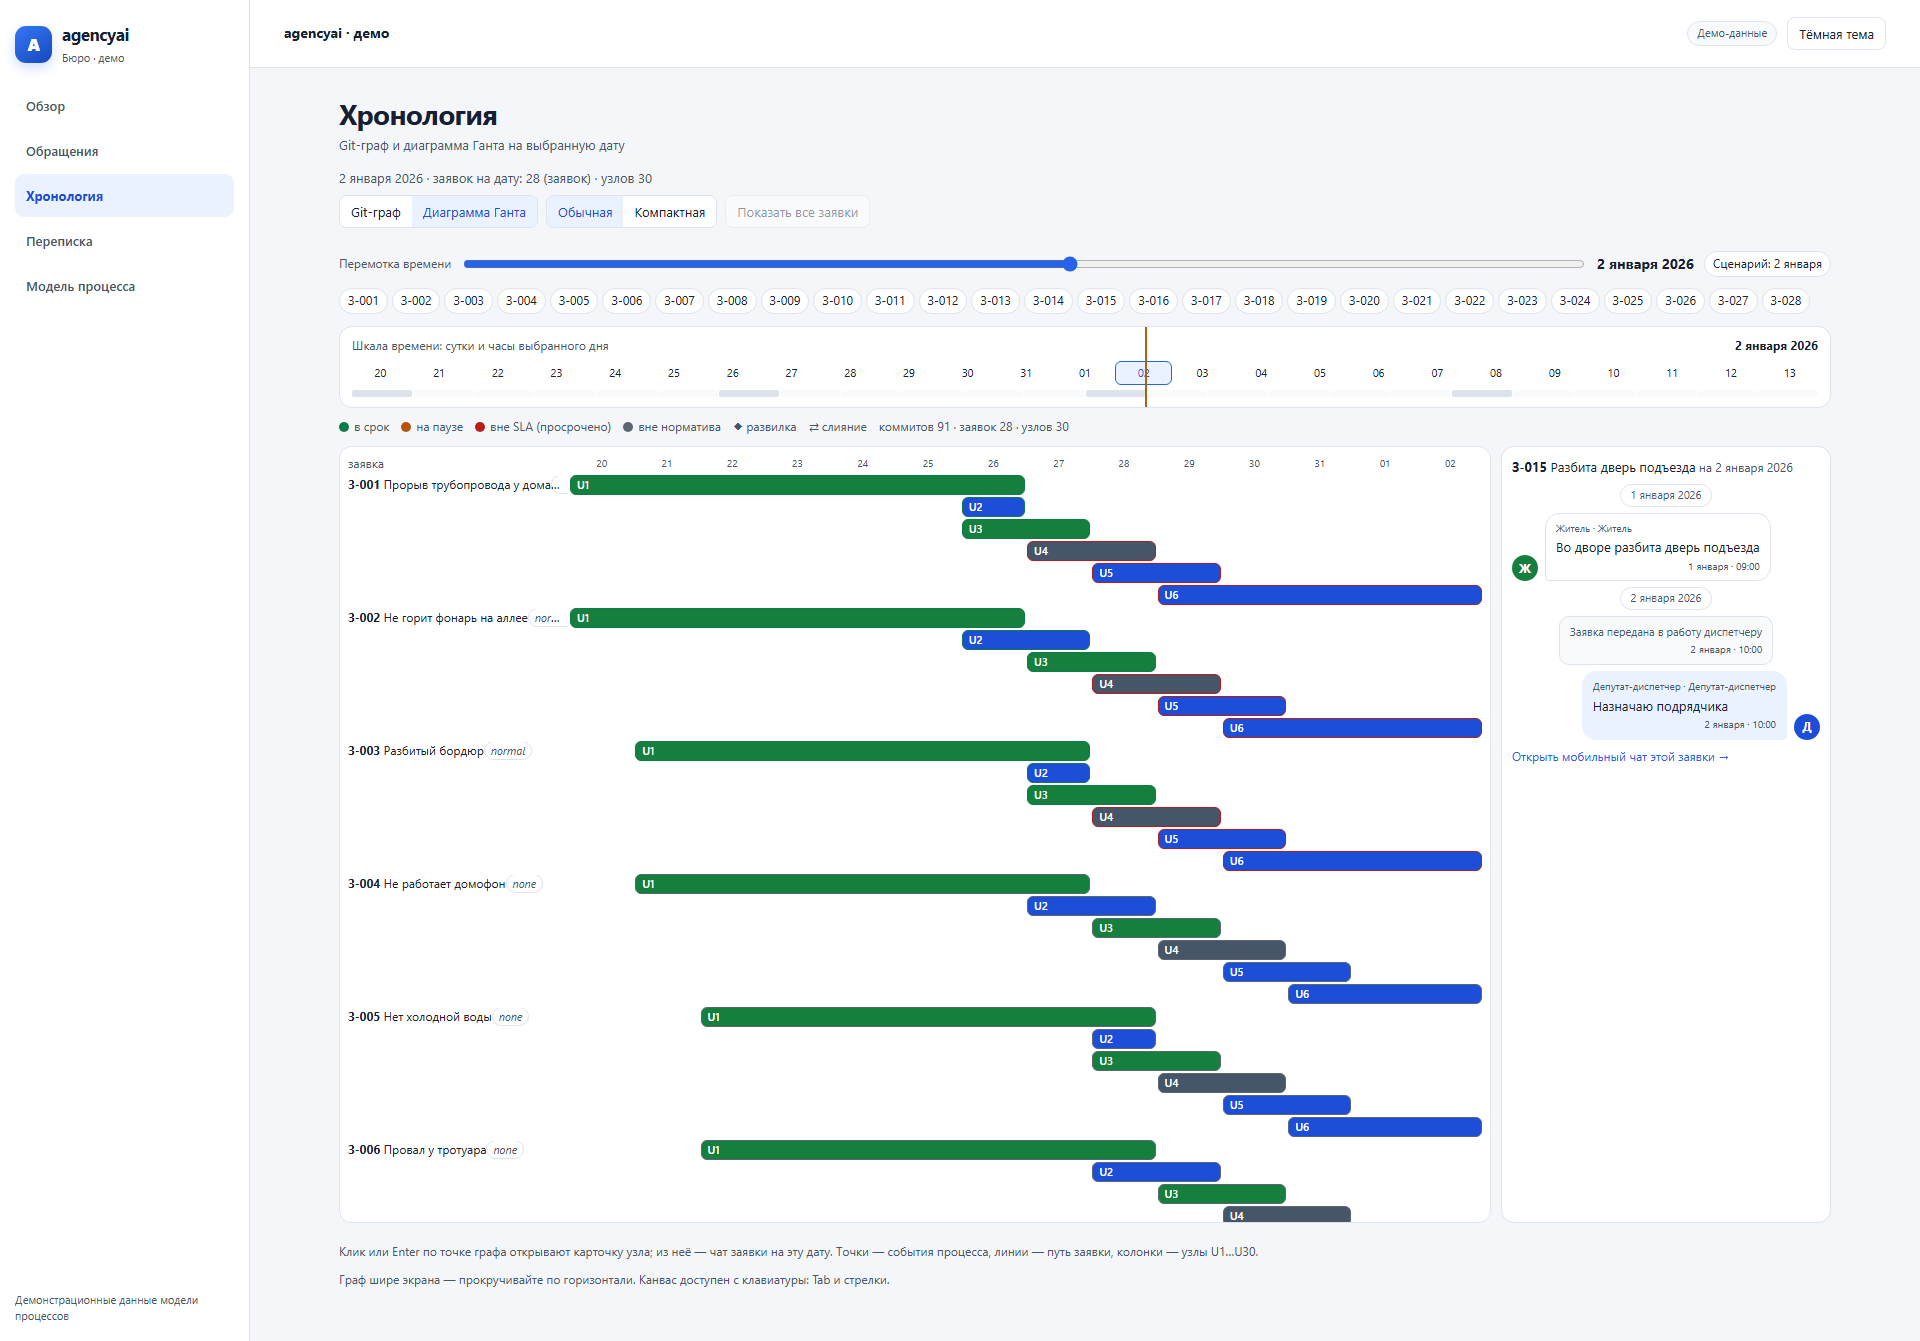 A
agencyai
Бюро · демо
Обзор
Обращения
Хронология
Переписка
Модель процесса
Демонстрационные данные модели
процессов
agencyai · демо
Демо-данные
Тёмная тема
Хронология
Git-граф и диаграмма Ганта на выбранную дату
2 января 2026 · заявок на дату: 28 (заявок) · узлов 30
Git-граф Диаграмма Ганта Обычная Компактная Показать все заявки
Перемотка времени 2 января 2026 Сценарий: 2 января
З-001 З-002 З-003 З-004 З-005 З-006 З-007 З-008 З-009 З-010 З-011 З-012 З-013 З-014 З-015 З-016 З-017 З-018 З-019 З-020 З-021 З-022 З-023 З-024 З-025 З-026 З-027 З-028
Шкала времени: сутки и часы выбранного дня 2 января 2026
20 21 22 23 24 25 26 27 28 29 30 31 01 02 03 04 05 06 07 08 09 10 11 12 13
в срок на паузе вне SLA (просрочено) вне норматива ◆ развилка ⇄ слияние коммитов 91 · заявок 28 · узлов 30
заявка 20 21 22 23 24 25 26 27 28 29 30 31 01 02
З-001 Прорыв трубопровода у дома... U1
U2
U3
U4
U5
U6
З-002 Не горит фонарь на аллее nor... U1
U2
U3
U4
U5
U6
З-003 Разбитый бордюр normal U1
U2
U3
U4
U5
U6
З-004 Не работает домофон none U1
U2
U3
U4
U5
U6
З-005 Нет холодной воды none U1
U2
U3
U4
U5
U6
З-006 Провал у тротуара none U1
U2
U3
U4
З-015 Разбита дверь подъезда на 2 января 2026
1 января 2026
Житель · Житель
Во дворе разбита дверь подъезда
1 января · 09:00
Ж
2 января 2026
Заявка передана в работу диспетчеру
2 января · 10:00
Депутат-диспетчер · Депутат-диспетчер
Назначаю подрядчика
2 января · 10:00
Д
Открыть мобильный чат этой заявки →
Клик или Enter по точке графа открывают карточку узла; из неё — чат заявки на эту дату. Точки — события процесса, линии — путь заявки, колонки — узлы U1...U30.
Граф шире экрана — прокручивайте по горизонтали. Канвас доступен с клавиатуры: Tab и стрелки.